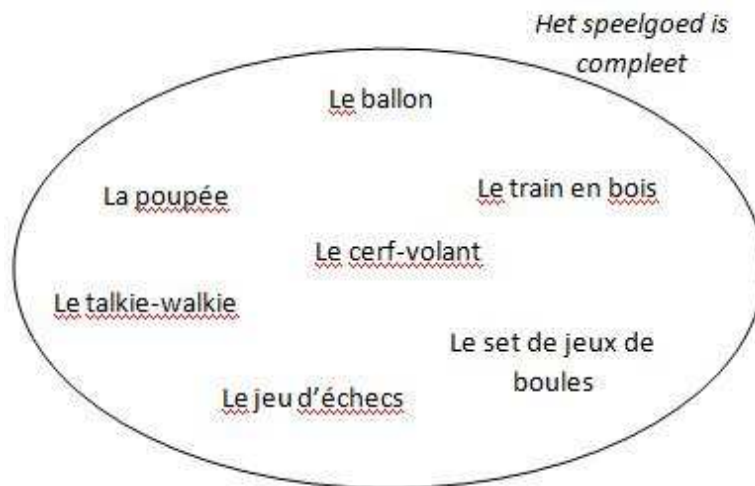 Het speelgoed is
compleet
Le ballon
La poupée
Le train en bois
Le cerf-volant
Le talkie-walkie
Le set de jeux de
boules
Le jeu d'échecs